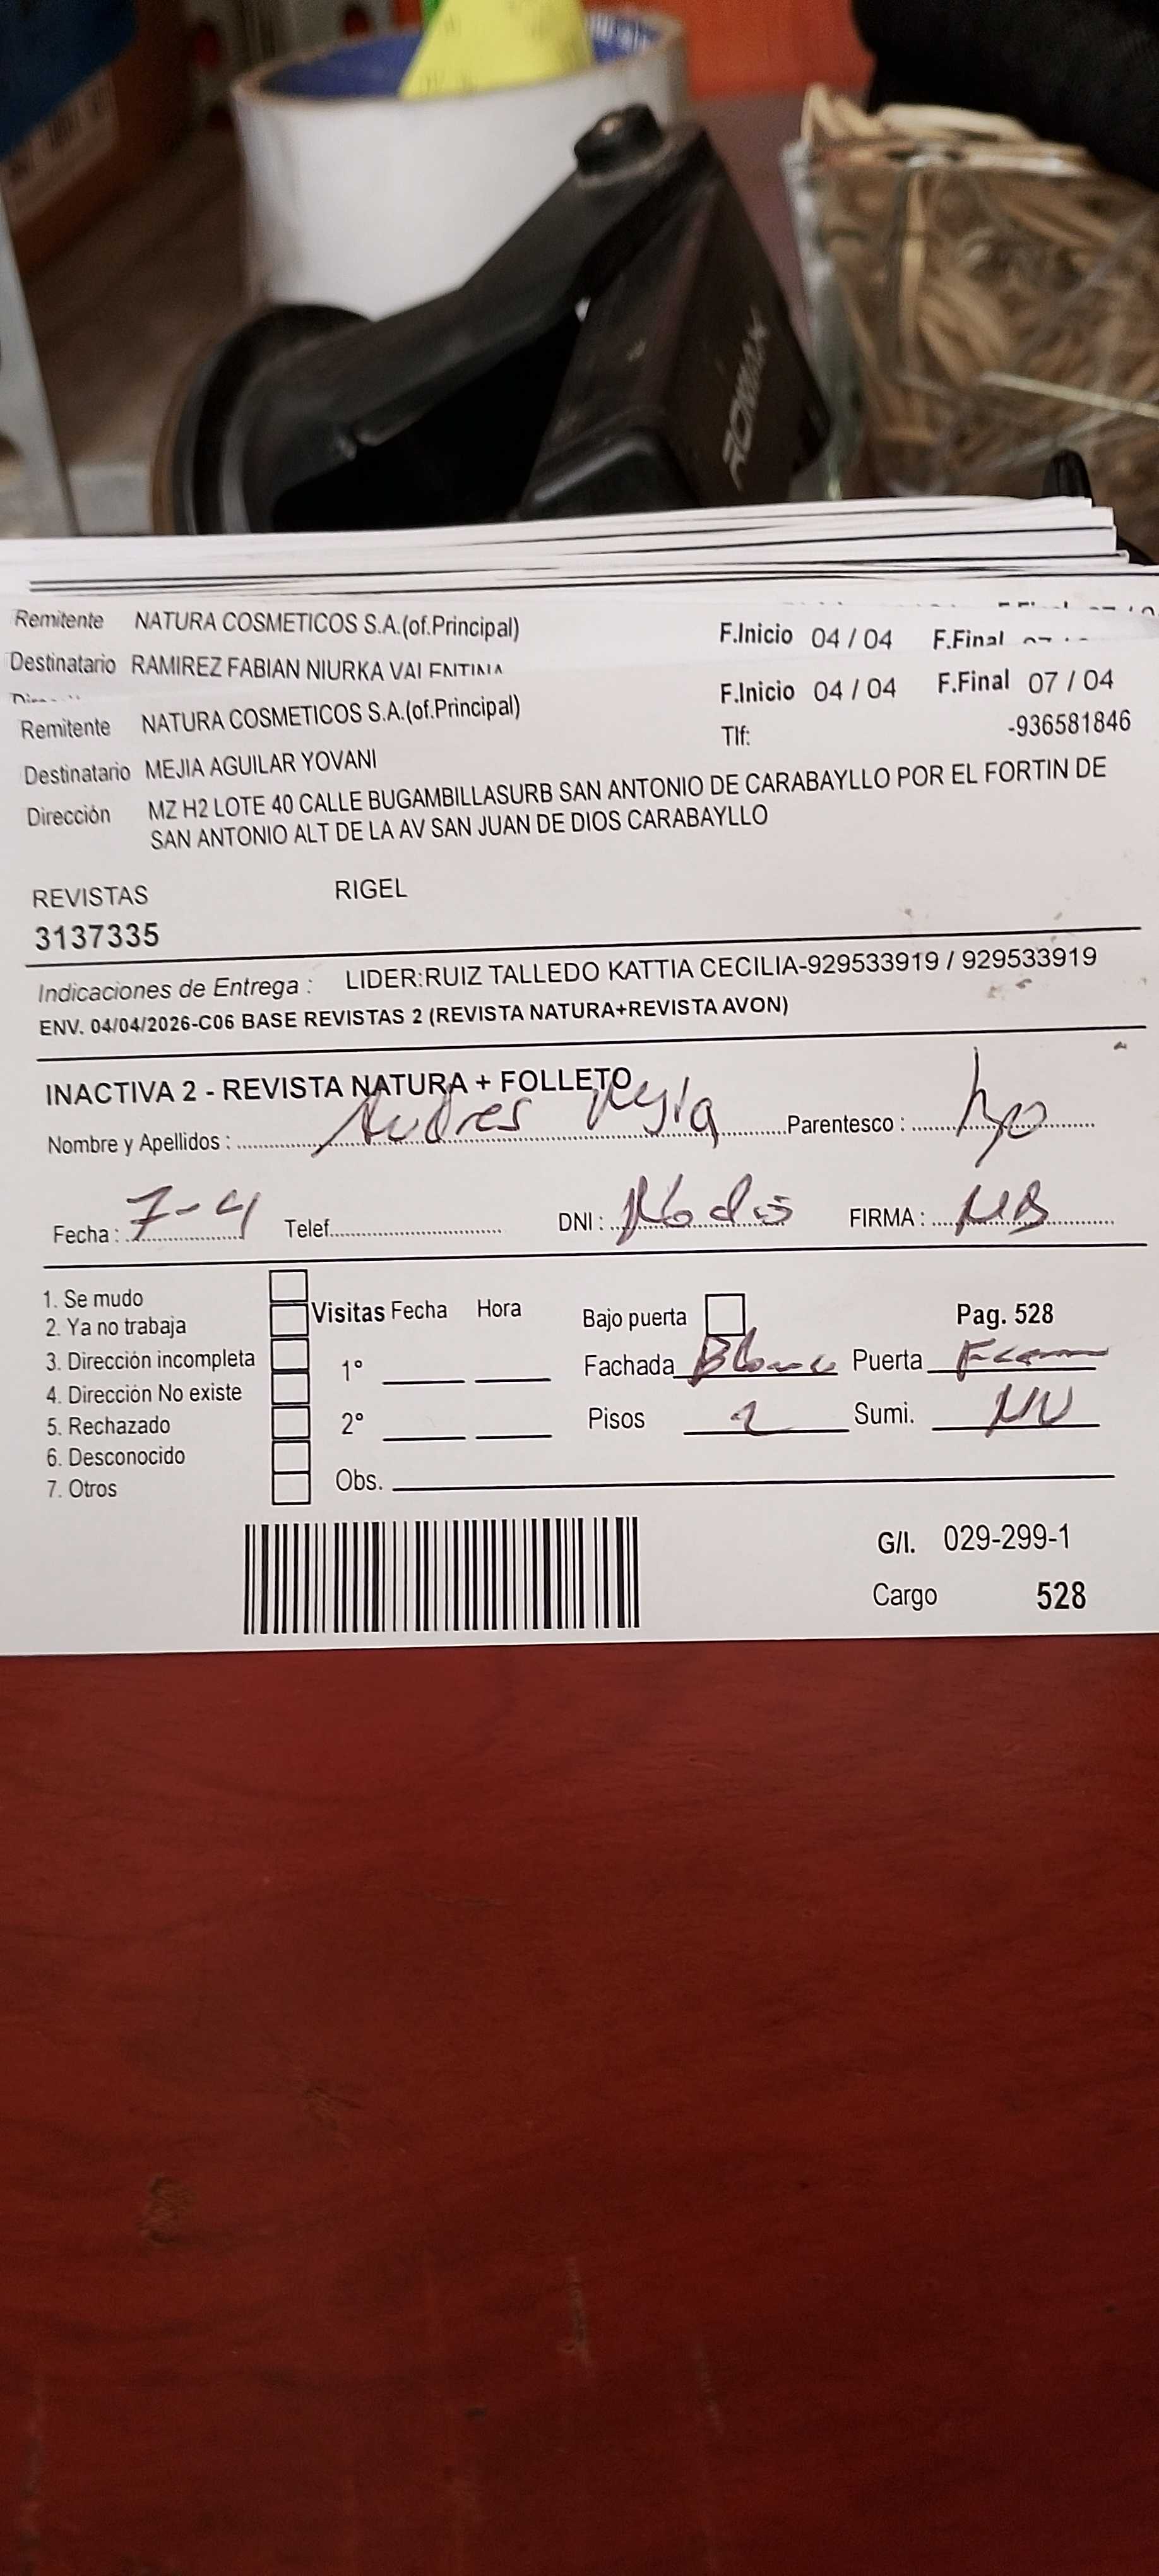 ROMMAX
Remitente NATURA COSMETICOS S.A.(of.Principal) F.Inicio 04 / 04 F.Final
Destinatario RAMIREZ FABIAN NIURKA VALENTINA
Remitente NATURA COSMETICOS S.A.(of.Principal) F.Inicio 04 / 04 F.Final 07 / 04
Tlf: -936581846
Destinatario MEJIA AGUILAR YOVANI
Dirección MZ H2 LOTE 40 CALLE BUGAMBILLASURB SAN ANTONIO DE CARABAYLLO POR EL FORTIN DE
SAN ANTONIO ALT DE LA AV SAN JUAN DE DIOS CARABAYLLO
REVISTAS RIGEL
3137335
Indicaciones de Entrega : LIDER:RUIZ TALLEDO KATTIA CECILIA-929533919 / 929533919
ENV. 04/04/2026-C06 BASE REVISTAS 2 (REVISTA NATURA+REVISTA AVON)
INACTIVA 2 - REVISTA NATURA + FOLLETO
Nombre y Apellidos : Andres Parentesco : hijo
Fecha : 7-4 Telef. DNI : No dio FIRMA :
1. Se mudo
2. Ya no trabaja
3. Dirección incompleta
4. Dirección No existe
5. Rechazado
6. Desconocido
7. Otros
Visitas Fecha Hora
1°
2°
Obs.
Bajo puerta Pag. 528
Fachada Blanco Puerta
Pisos 2 Sumi.
G/I. 029-299-1
Cargo 528